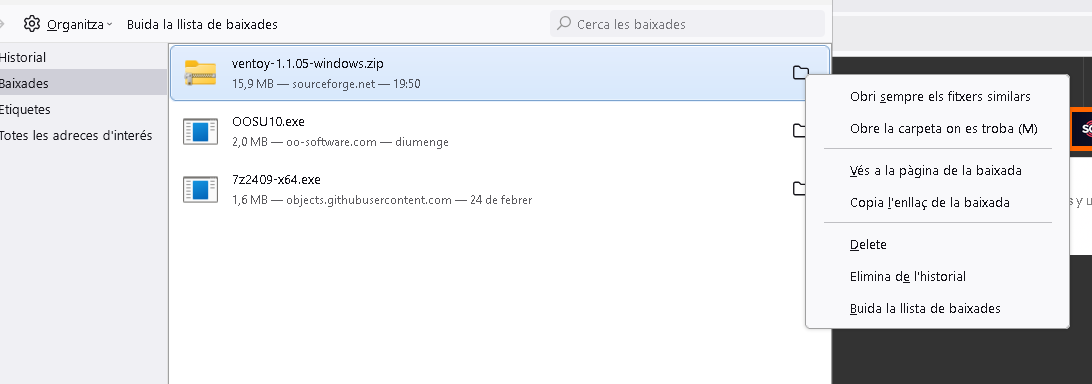 Organitza
Buida la llista de baixades
Cerca les baixades
Historial
Baixades
Etiquetes
Totes les adreces d'interés
ventoy-1.1.05-windows.zip
15,9 MB — sourceforge.net — 19:50
OOSU10.exe
2,0 MB — oo-software.com — diumenge
7z2409-x64.exe
1,6 MB — objects.githubusercontent.com — 24 de febrer
Obri sempre els fitxers similars
Obre la carpeta on es troba (M)
Vés a la pàgina de la baixada
Copia l'enllaç de la baixada
Delete
Elimina de l'historial
Buida la llista de baixades